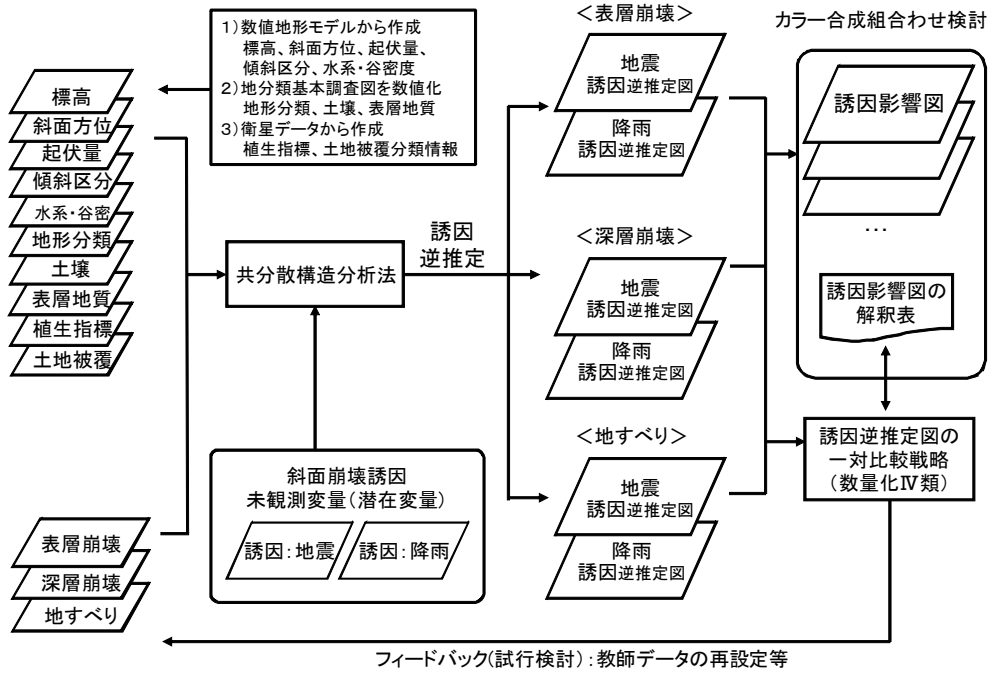 1）数値地形モデルから作成
標高、斜面方位、起伏量、
傾斜区分、水系・谷密度
2）地分類基本調査図を数値化
地形分類、土壌、表層地質
3）衛星データから作成
植生指標、土地被覆分類情報
標高
斜面方位
起伏量
傾斜区分
水系・谷密
地形分類
土壌
表層地質
植生指標
土地被覆
表層崩壊
深層崩壊
地すべり
共分散構造分析法
誘因
逆推定
斜面崩壊誘因
未観測変量（潜在変量）
誘因：地震
誘因：降雨
＜表層崩壊＞
地震
誘因逆推定図
降雨
誘因逆推定図
＜深層崩壊＞
地震
誘因逆推定図
降雨
誘因逆推定図
＜地すべり＞
地震
誘因逆推定図
降雨
誘因逆推定図
カラー合成組合わせ検討
誘因影響図
…
誘因影響図の
解釈表
誘因逆推定図の
一対比較戦略
（数量化Ⅳ類）
フィードバック（試行検討）：教師データの再設定等